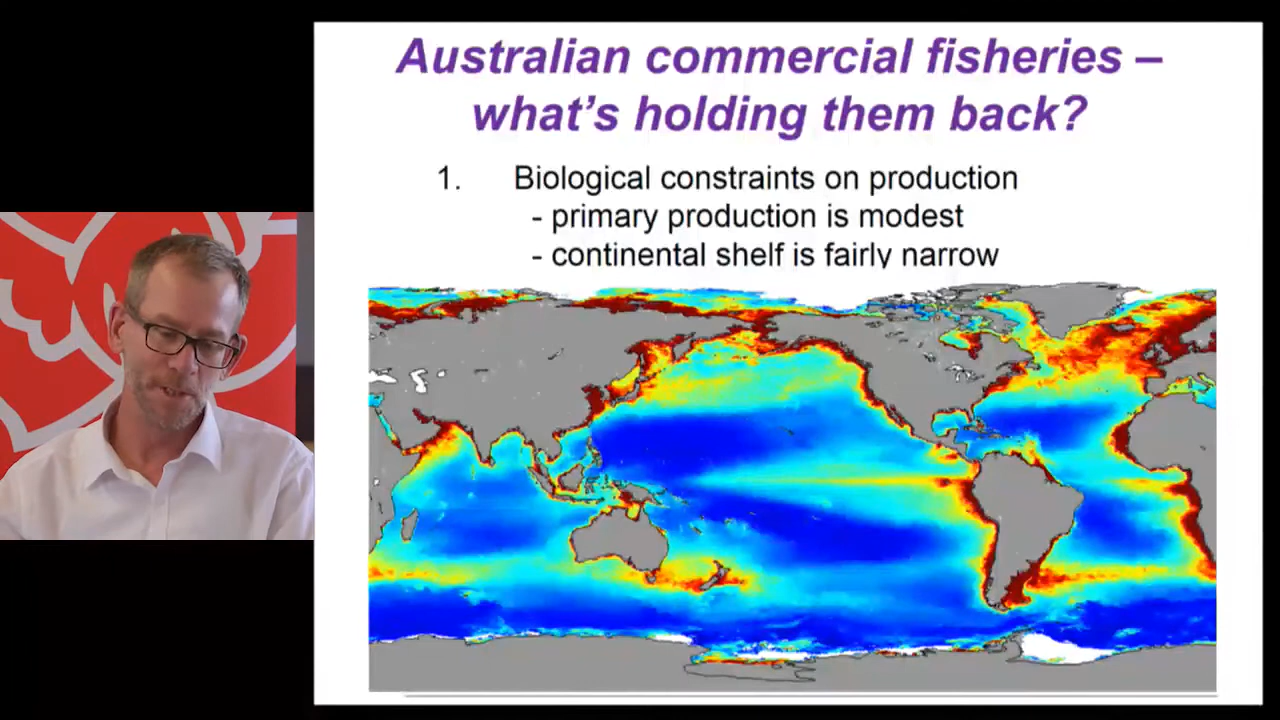 Australian commercial fisheries –
what's holding them back?
1. Biological constraints on production
- primary production is modest
- continental shelf is fairly narrow